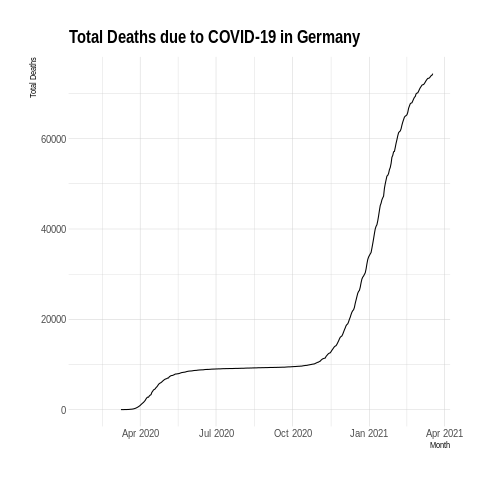 Total Deaths due to COVID-19 in Germany
Total Deaths
60000
40000
20000
0
Apr 2020 Jul 2020 Oct 2020 Jan 2021 Apr 2021
Month